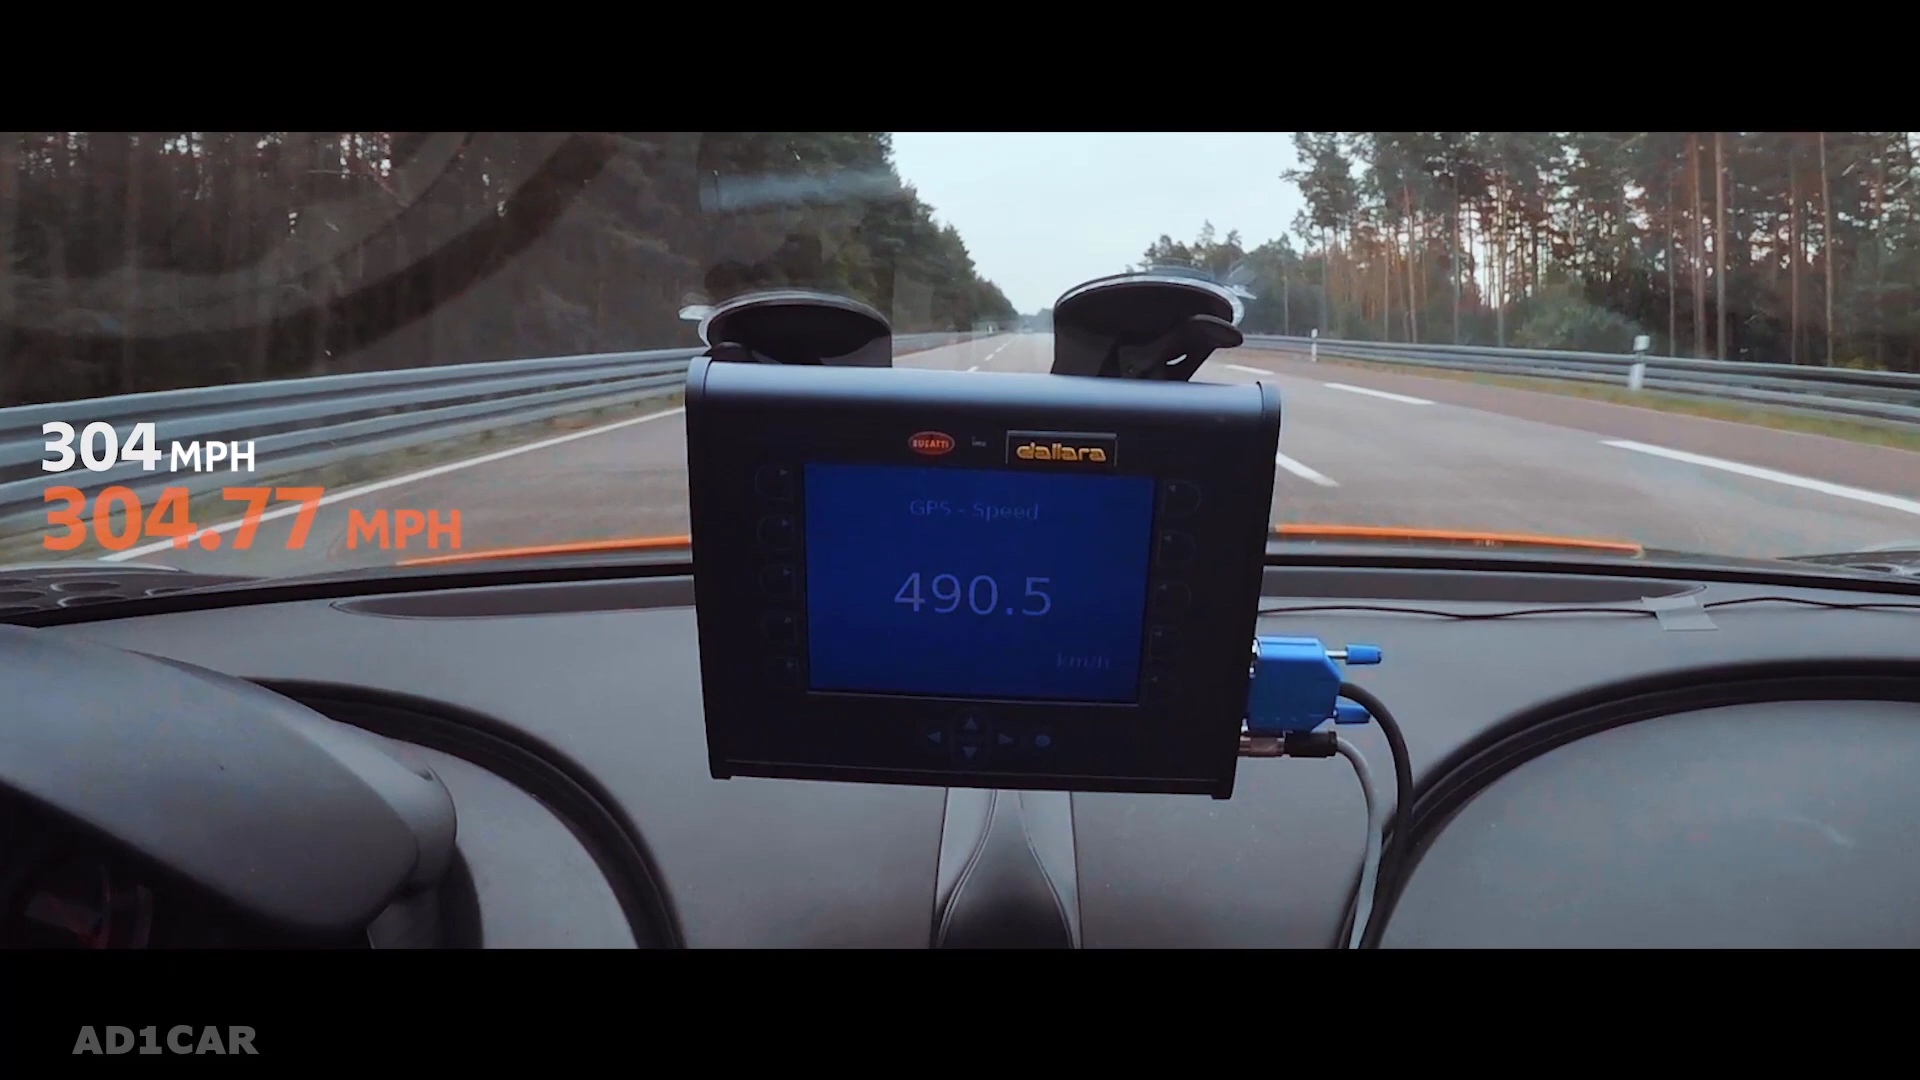 304 MPH
304.77 MPH
BUGATTI
dallara
GPS - Speed
490.5
km/h
AD1CAR